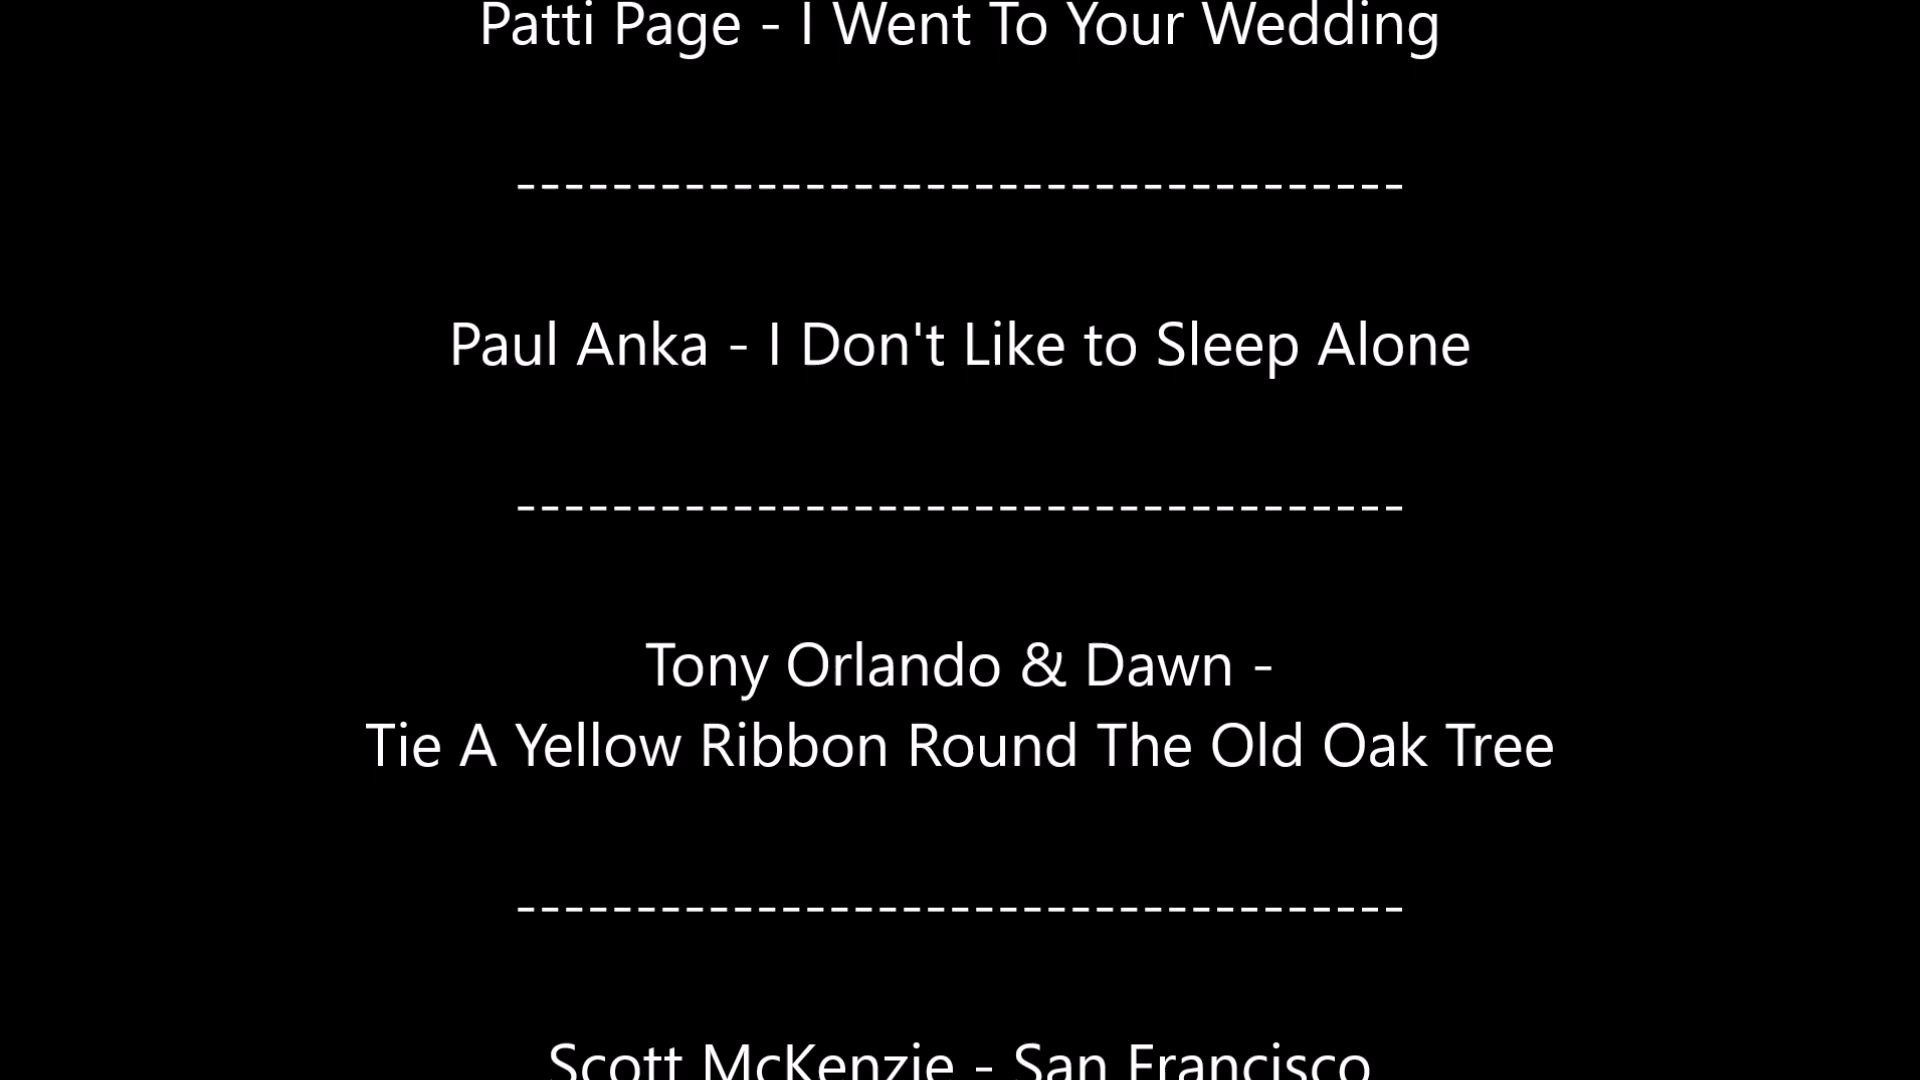 Patti Page - I Went To Your Wedding
-------------------------------------
Paul Anka - I Don't Like to Sleep Alone
-------------------------------------
Tony Orlando & Dawn -
Tie A Yellow Ribbon Round The Old Oak Tree
-------------------------------------
Scott McKenzie - San Francisco